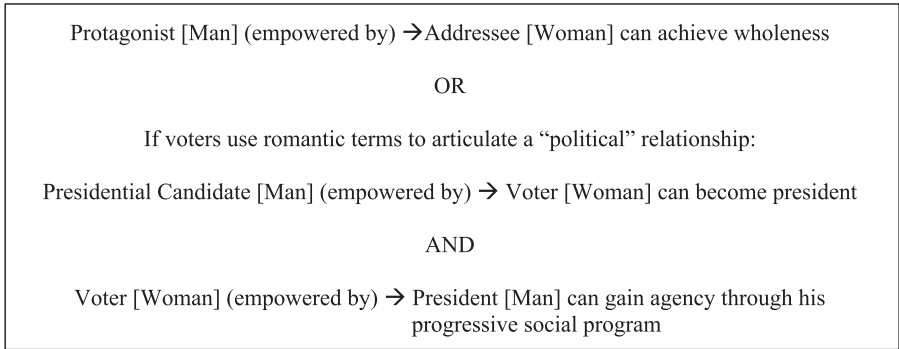 Protagonist [Man] (empowered by) →Addressee [Woman] can achieve wholeness
OR
If voters use romantic terms to articulate a “political” relationship:
Presidential Candidate [Man] (empowered by) → Voter [Woman] can become president
AND
Voter [Woman] (empowered by) → President [Man] can gain agency through his
progressive social program